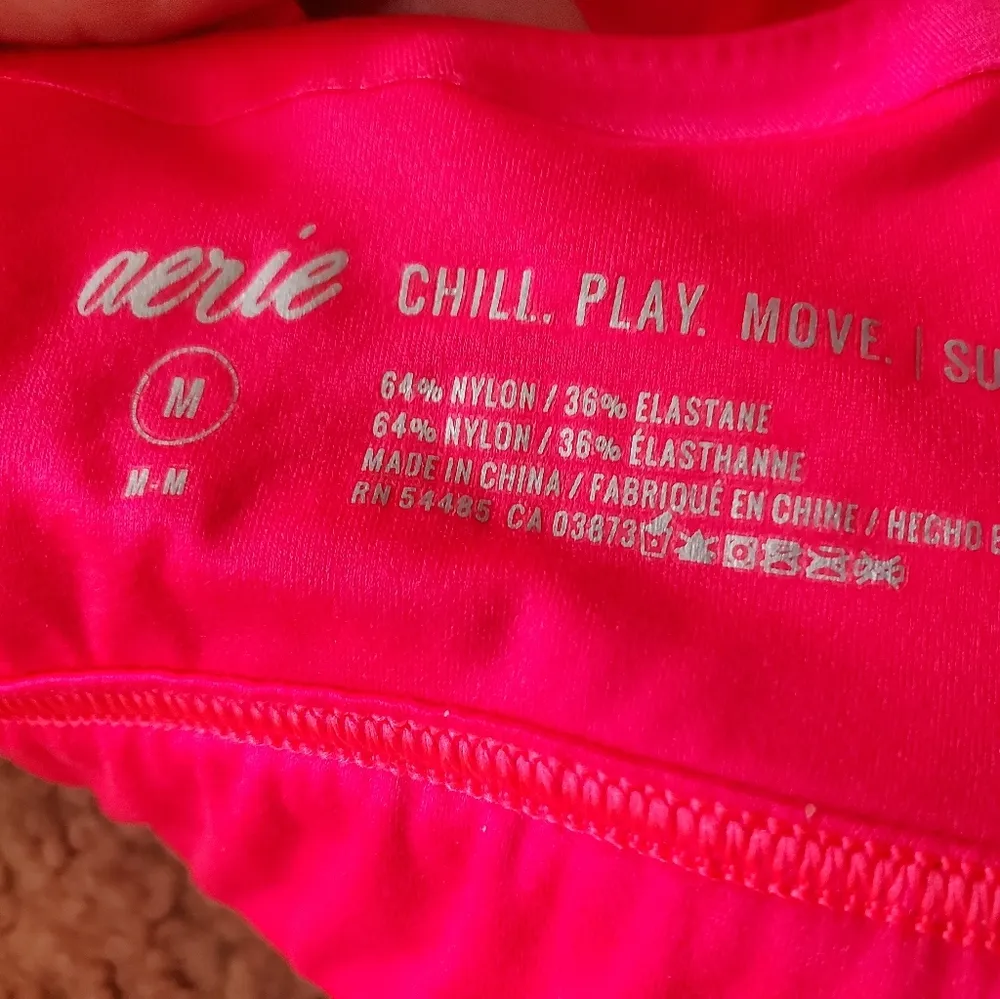 aerie CHILL. PLAY. MOVE. | SU
M
M-M
64% NYLON / 36% ELASTANE
64% NYLON / 36% ÉLASTHANNE
MADE IN CHINA / FABRIQUÉ EN CHINE / HECHO E
RN 54485 CA 03873